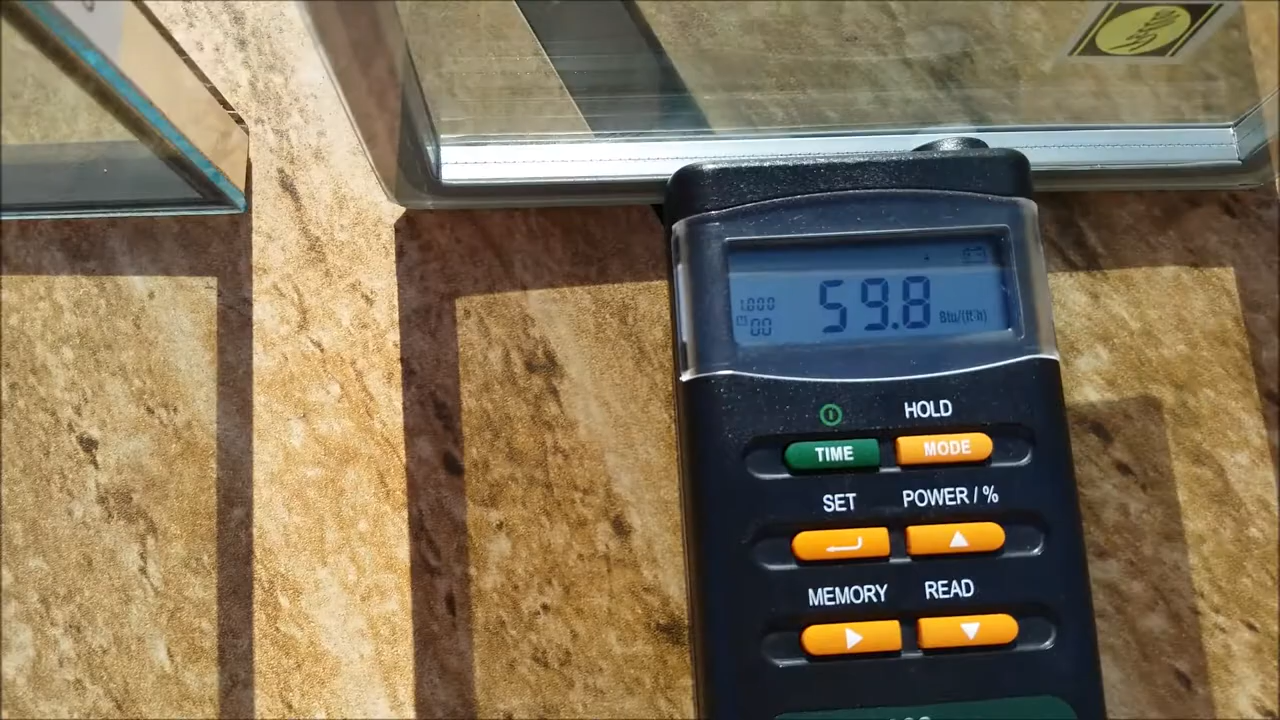 1.000
00
59.8
Btu/(ft²h)
HOLD
TIME
MODE
SET
POWER / %
MEMORY
READ